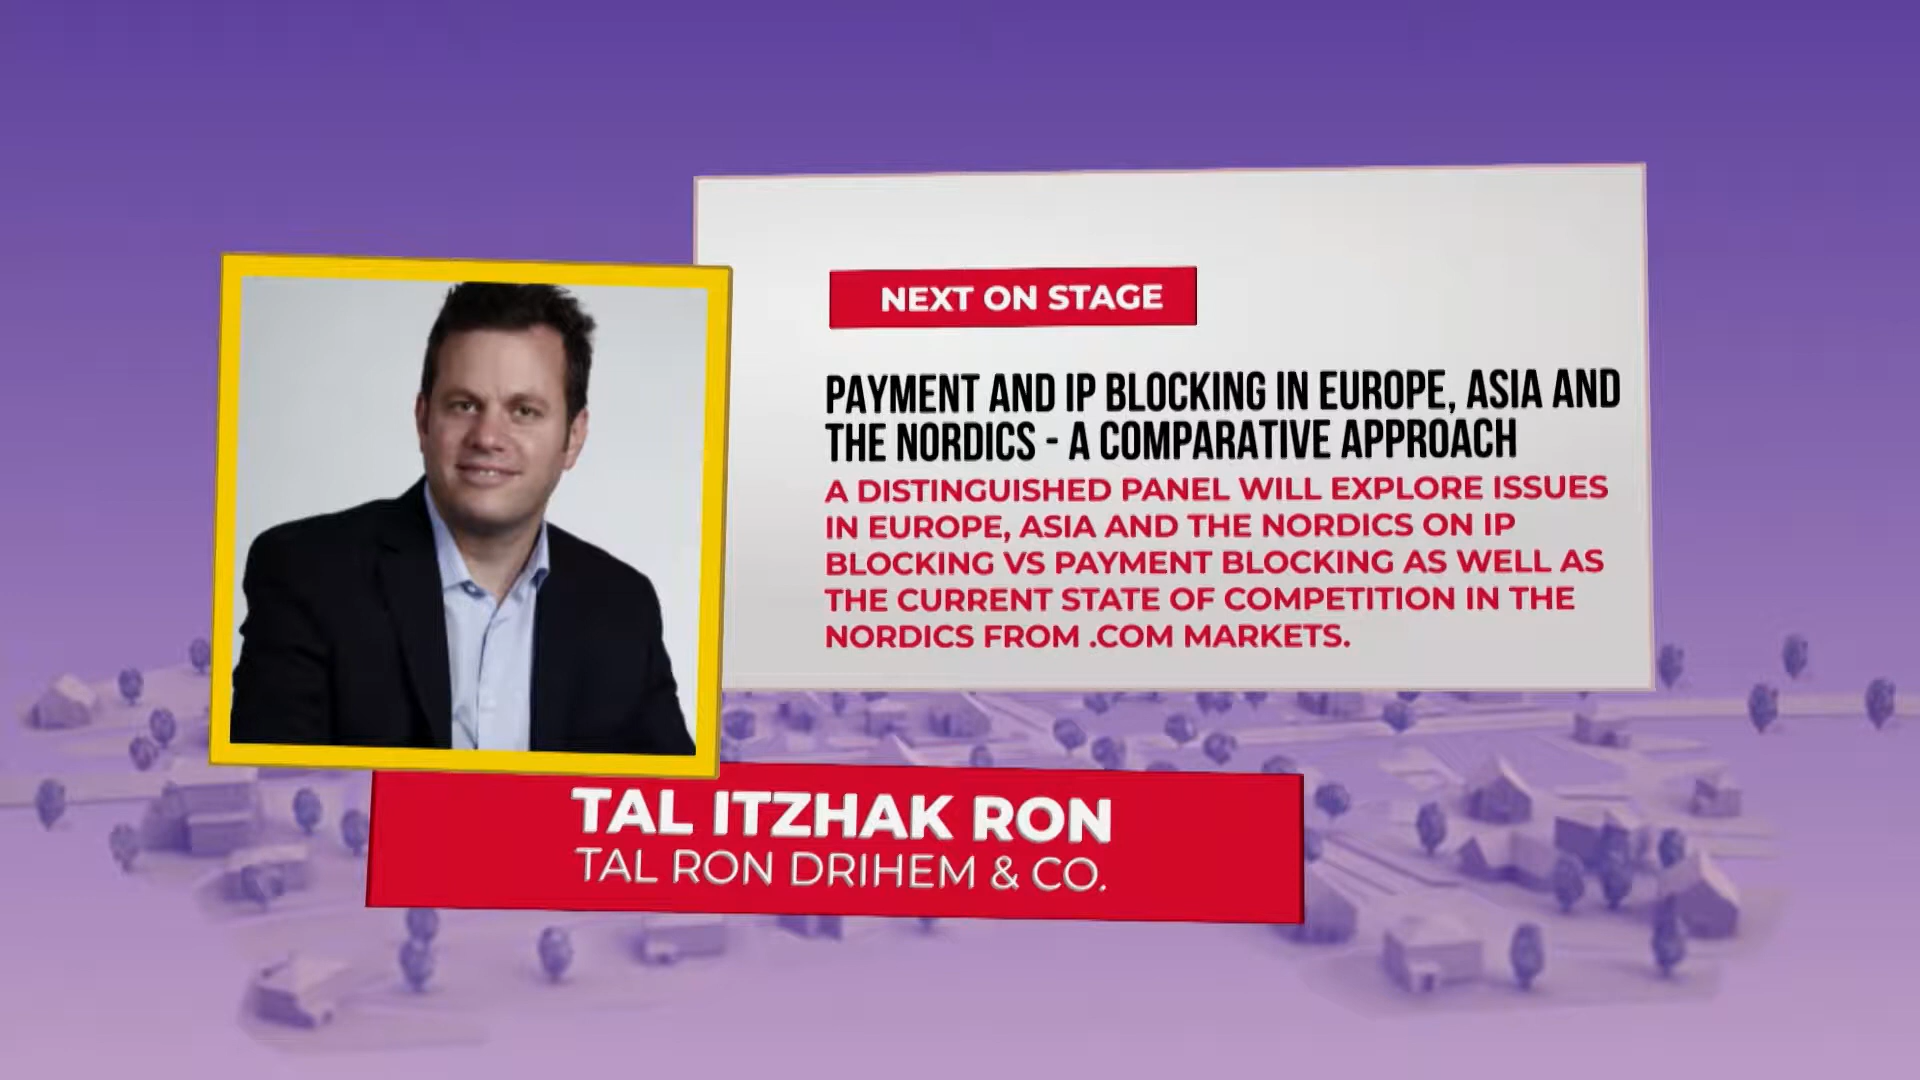 NEXT ON STAGE
PAYMENT AND IP BLOCKING IN EUROPE, ASIA AND
THE NORDICS - A COMPARATIVE APPROACH
A DISTINGUISHED PANEL WILL EXPLORE ISSUES
IN EUROPE, ASIA AND THE NORDICS ON IP
BLOCKING VS PAYMENT BLOCKING AS WELL AS
THE CURRENT STATE OF COMPETITION IN THE
NORDICS FROM .COM MARKETS.
TAL ITZHAK RON
TAL RON DRIHEM & CO.